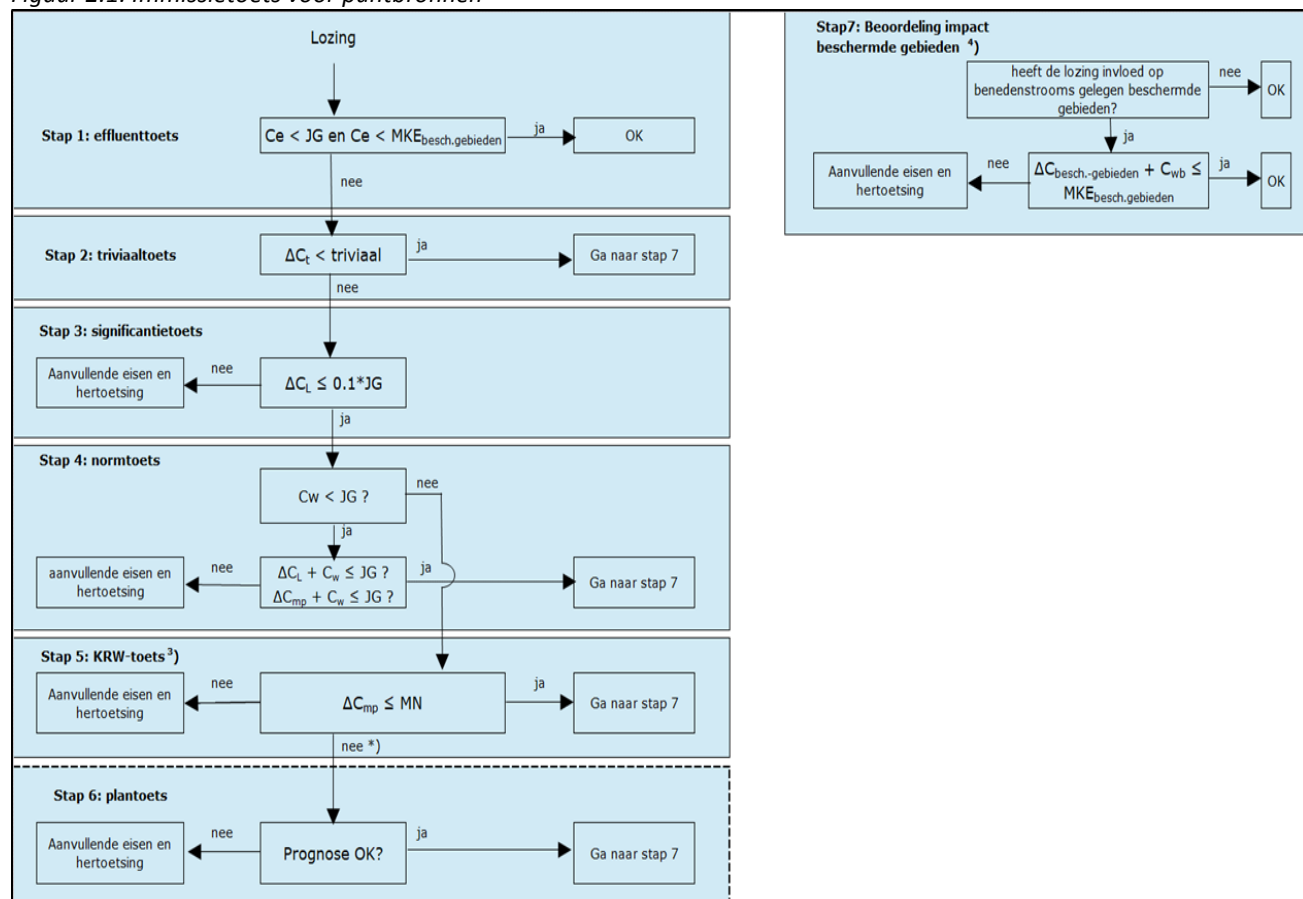 Figuur 2.1: Immissietoets voor puntbronnen
Lozing
Stap 1: effluenttoets
Ce < JG en Ce < MKEbesch.gebieden
ja
OK
nee
Stap 2: triviaaltoets
ΔCt < triviaal
ja
Ga naar stap 7
nee
Stap 3: significantietoets
Aanvullende eisen en
hertoetsing
nee
ΔCL ≤ 0.1*JG
ja
Stap 4: normtoets
Cw < JG ?
nee
ja
aanvullende eisen en
hertoetsing
nee
ΔCL + Cw ≤ JG ?
ΔCmp + Cw ≤ JG ?
ja
Ga naar stap 7
Stap 5: KRW-toets 3)
Aanvullende eisen en
hertoetsing
nee
ΔCmp ≤ MN
ja
Ga naar stap 7
nee *)
Stap 6: plantoets
Aanvullende eisen en
hertoetsing
nee
Prognose OK?
ja
Ga naar stap 7
Stap7: Beoordeling impact
beschermde gebieden 4)
heeft de lozing invloed op
benedenstrooms gelegen beschermde
gebieden?
nee
OK
ja
Aanvullende eisen en
hertoetsing
nee
ΔCbesch.-gebieden + Cwb ≤
MKEbesch.gebieden
ja
OK